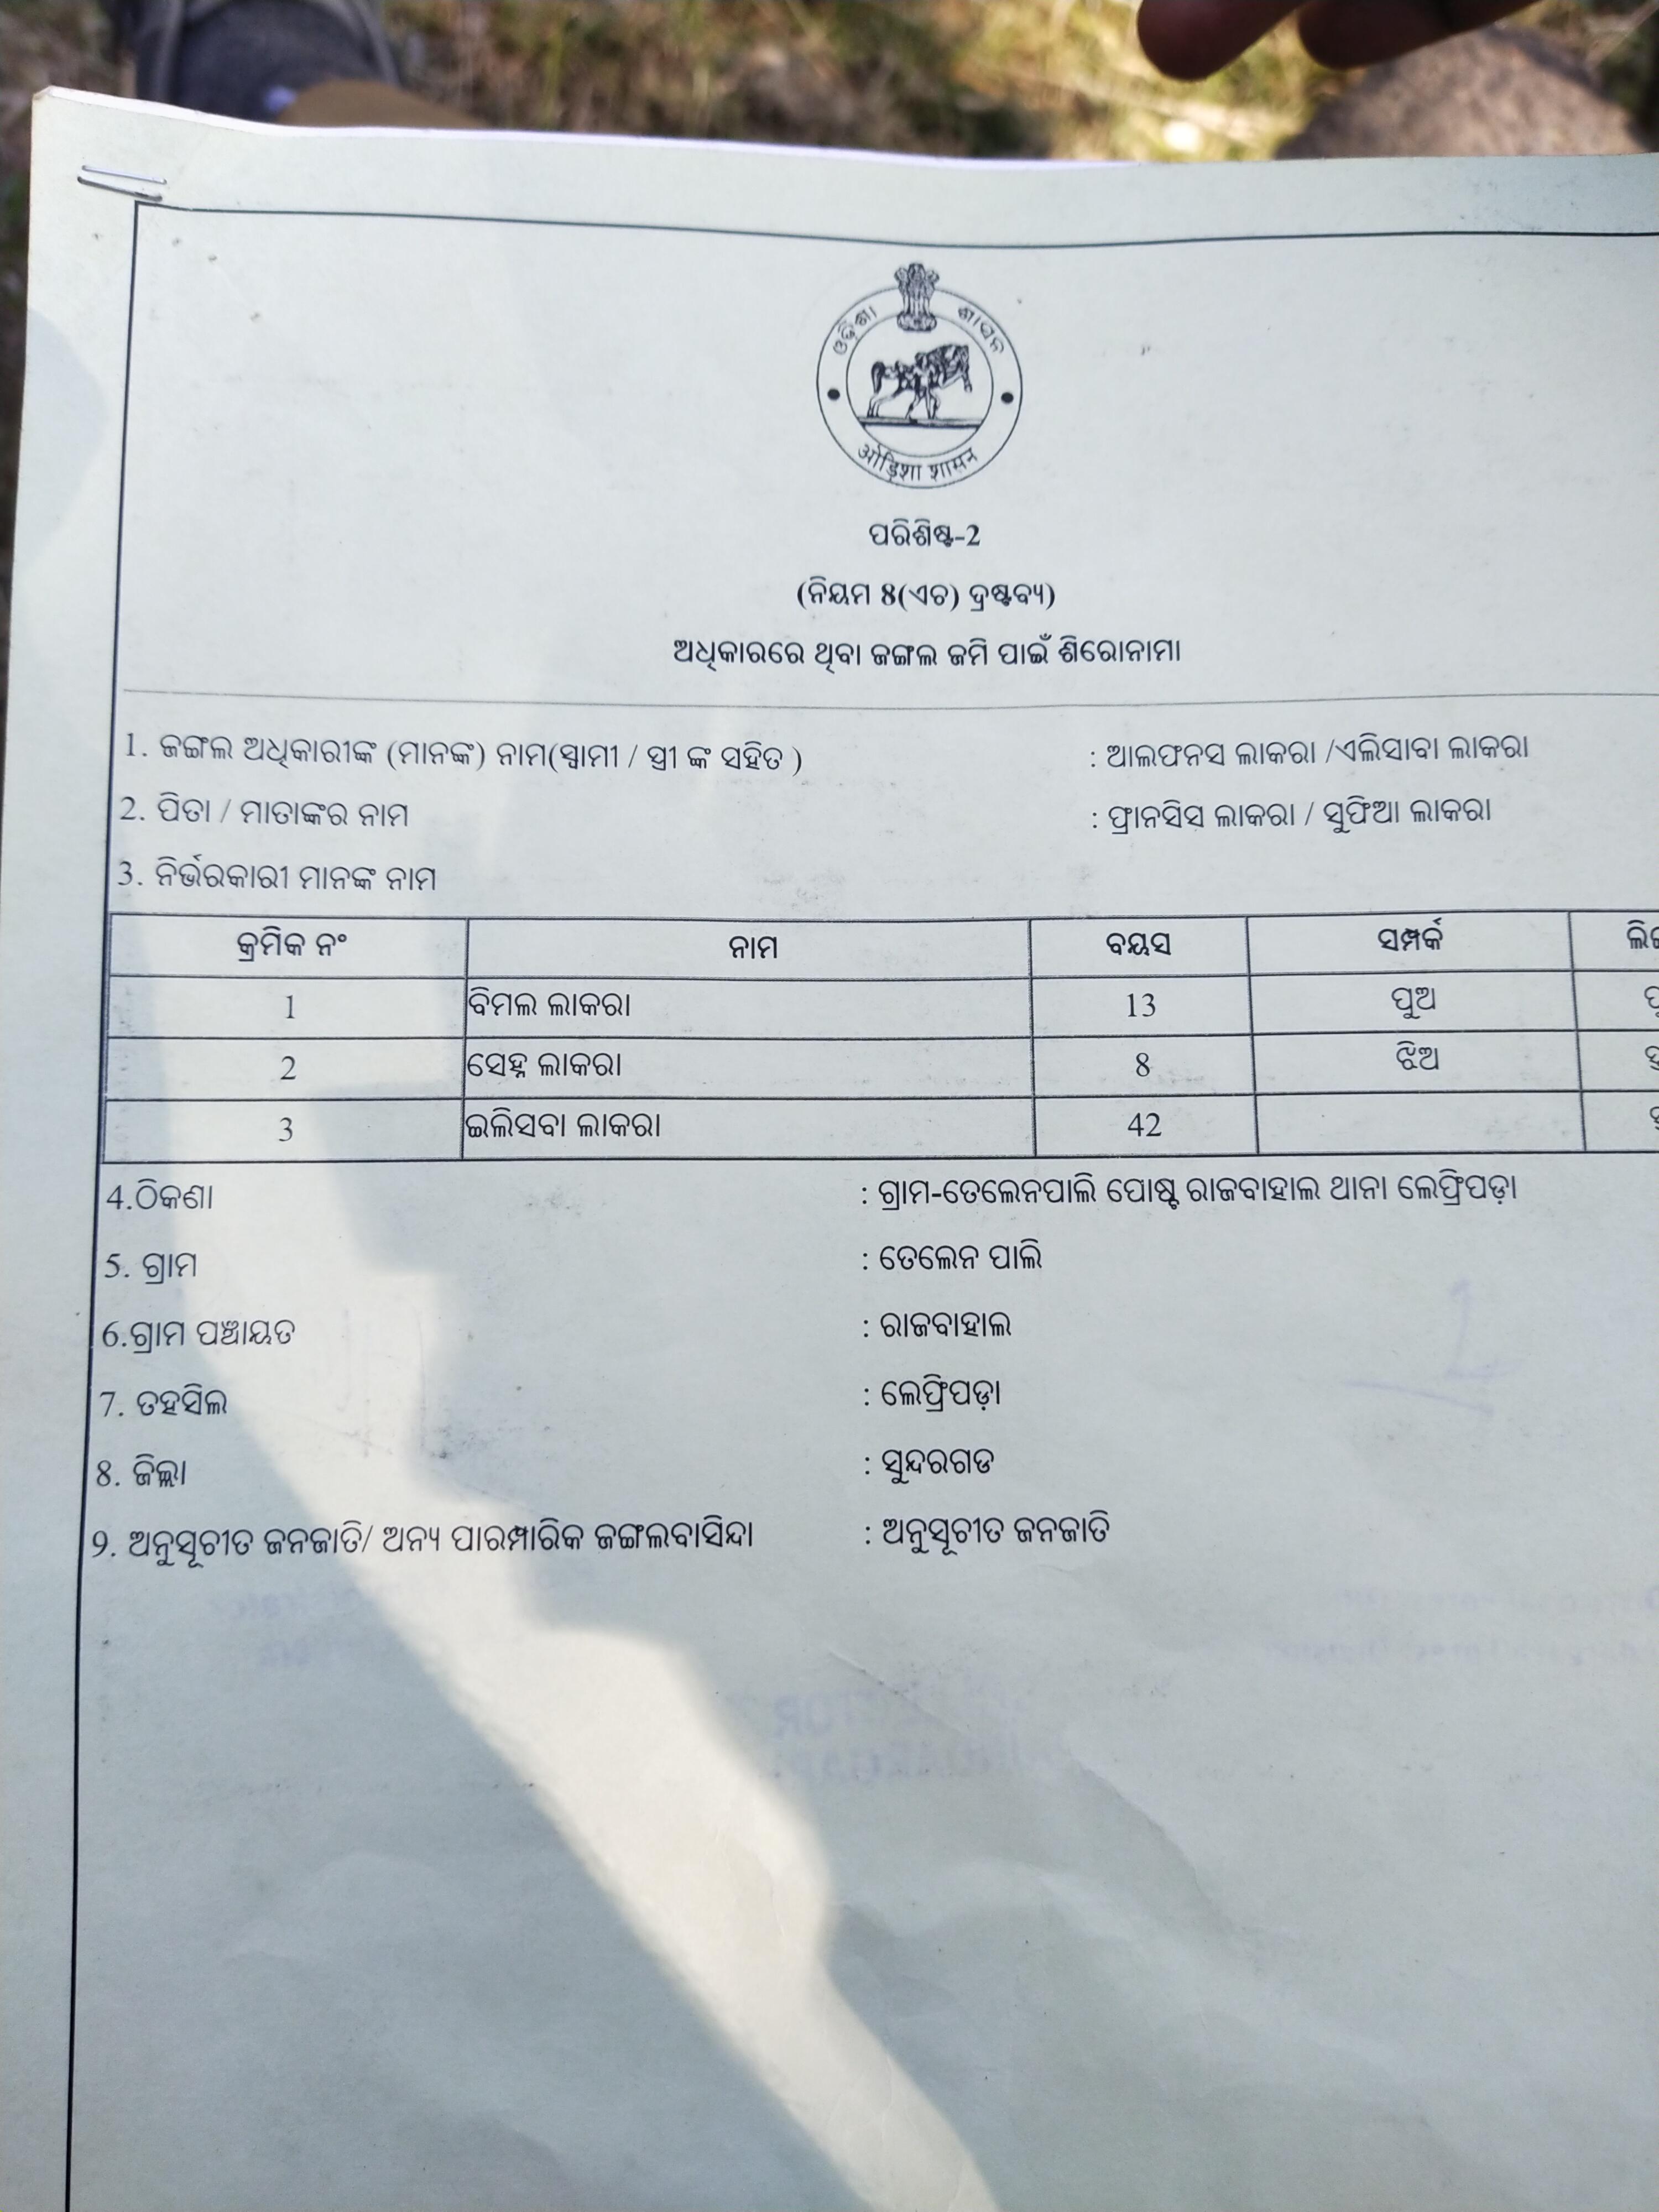 ଓଡ଼ିଶା ଶାସନ
ओड़िशा शासन
ପରିଶିଷ୍ଟ-2
(ନିୟମ 8(ଏଚ) ଦ୍ରଷ୍ଟବ୍ୟ)
ଅଧିକାରରେ ଥିବା ଜଙ୍ଗଲ ଜମି ପାଇଁ ଶିରୋନାମା
1. ଜଙ୍ଗଲ ଅଧିକାରୀଙ୍କ (ମାନଙ୍କ) ନାମ(ସ୍ୱାମୀ / ସ୍ତ୍ରୀ ଙ୍କ ସହିତ ) : ଆଲଫନସ ଲାକରା /ଏଲିସାବା ଲାକରା
2. ପିତା / ମାତାଙ୍କର ନାମ : ଫ୍ରାନସିସ ଲାକରା / ସୁଫିଆ ଲାକରା
3. ନିର୍ଭରକାରୀ ମାନଙ୍କ ନାମ
କ୍ରମିକ ନଂ ନାମ ବୟସ ସମ୍ପର୍କ
1 ବିମଲ ଲାକରା 13 ପୁଅ
2 ସେହ୍ନ ଲାକରା 8 ଝିଅ
3 ଇଲିସବା ଲାକରା 42
4.ଠିକଣା : ଗ୍ରାମ-ତେଲେନପାଲି ପୋଷ୍ଟ ରାଜବାହାଲ ଥାନା ଲେଫ୍ରିପଡ଼ା
5. ଗ୍ରାମ : ତେଲେନ ପାଲି
6.ଗ୍ରାମ ପଞ୍ଚାୟତ : ରାଜବାହାଲ
7. ତହସିଲ : ଲେଫ୍ରିପଡ଼ା
8. ଜିଲ୍ଲା : ସୁନ୍ଦରଗଡ
9. ଅନୁସୂଚୀତ ଜନଜାତି/ ଅନ୍ୟ ପାରମ୍ପାରିକ ଜଙ୍ଗଲବାସିନ୍ଦା : ଅନୁସୂଚୀତ ଜନଜାତି